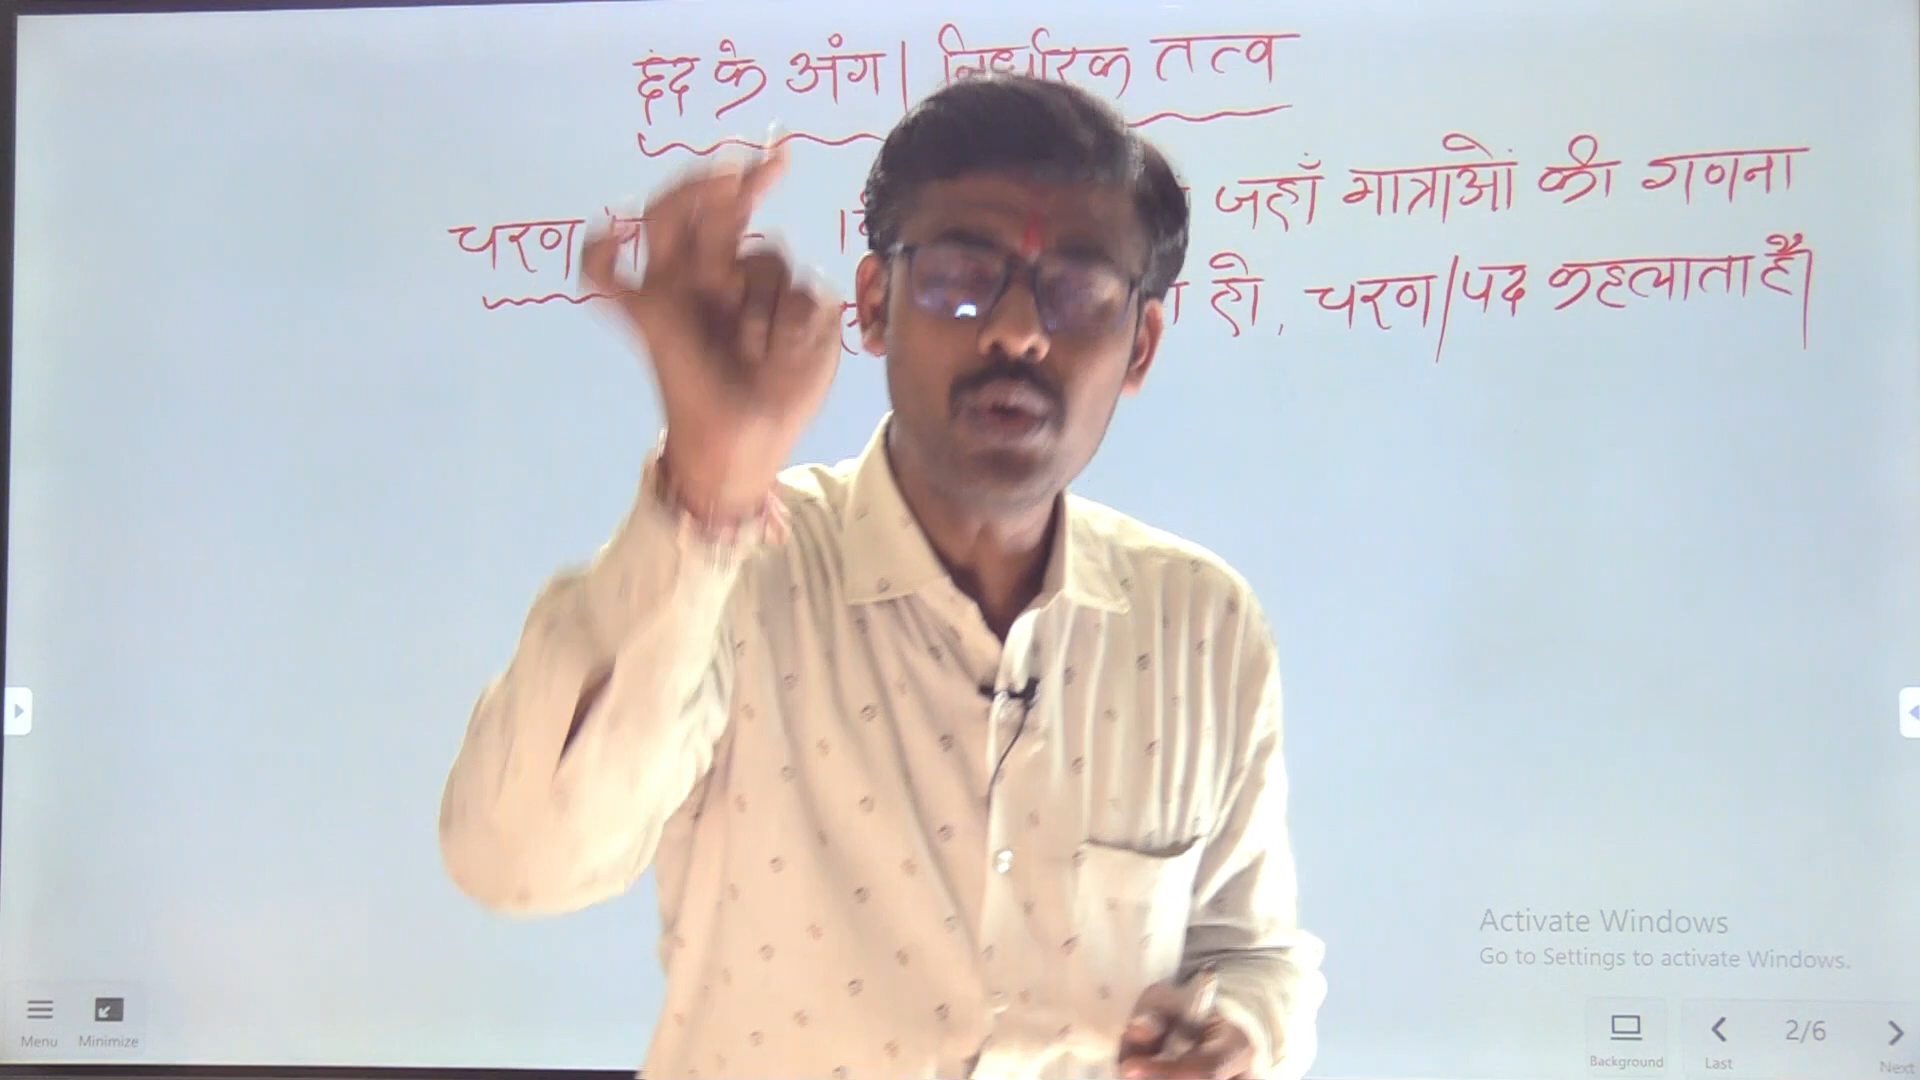 छंद के अंग | निर्धारक तत्व
चरण जहाँ मात्राओं की गणना
हो, चरण/पद कहलाता है।
Activate Windows
Go to Settings to activate Windows.
Menu Minimize
Background Last 2/6 Next